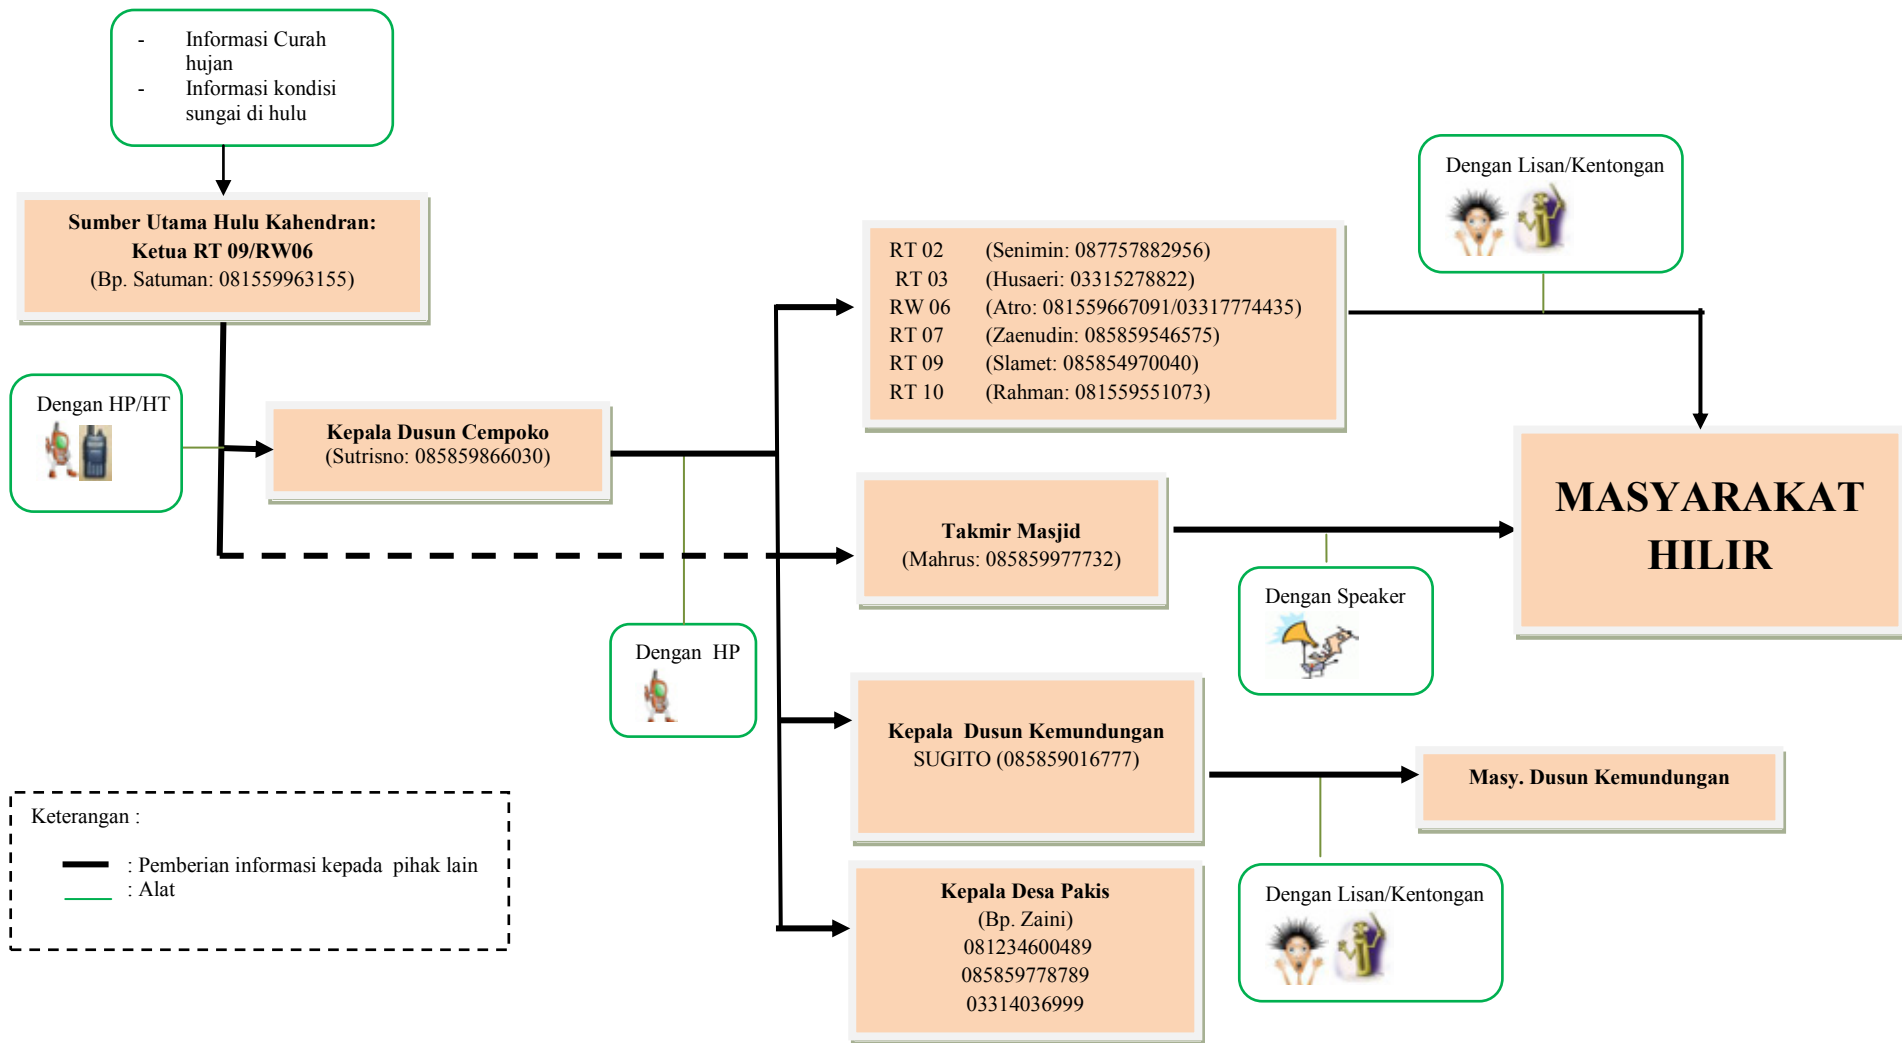 - Informasi Curah
hujan
- Informasi kondisi
sungai di hulu
Sumber Utama Hulu Kahendran:
Ketua RT 09/RW06
(Bp. Satuman: 081559963155)
Dengan HP/HT
Kepala Dusun Cempoko
(Sutrisno: 085859866030)
Dengan HP
RT 02 (Senimin: 087757882956)
RT 03 (Husaeri: 03315278822)
RW 06 (Atro: 081559667091/03317774435)
RT 07 (Zaenudin: 085859546575)
RT 09 (Slamet: 085854970040)
RT 10 (Rahman: 081559551073)
Dengan Lisan/Kentongan
Takmir Masjid
(Mahrus: 085859977732)
Dengan Speaker
MASYARAKAT
HILIR
Kepala Dusun Kemundungan
SUGITO (085859016777)
Masy. Dusun Kemundungan
Dengan Lisan/Kentongan
Kepala Desa Pakis
(Bp. Zaini)
081234600489
085859778789
03314036999
Keterangan :
: Pemberian informasi kepada pihak lain
: Alat